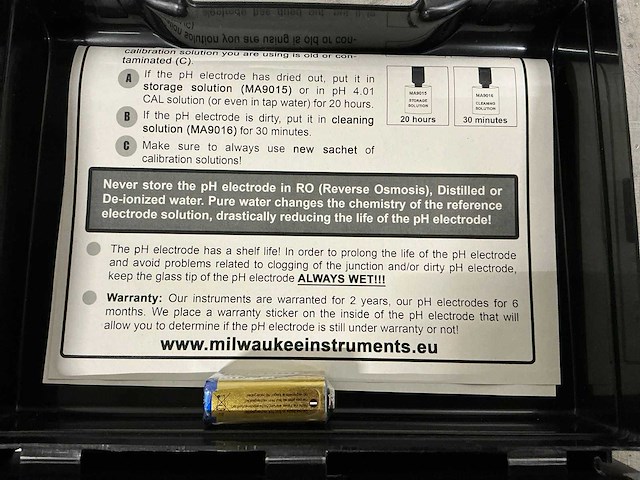 calibration solution you are using is old or con-
taminated (C).
A If the pH electrode has dried out, put it in
storage solution (MA9015) or in pH 4.01
CAL solution (or even in tap water) for 20 hours.
B If the pH electrode is dirty, put it in cleaning
solution (MA9016) for 30 minutes.
C Make sure to always use new sachet of
calibration solutions!
MA9015
STORAGE
SOLUTION
20 hours
MA9016
CLEANING
SOLUTION
30 minutes
Never store the pH electrode in RO (Reverse Osmosis), Distilled or
De-ionized water. Pure water changes the chemistry of the reference
electrode solution, drastically reducing the life of the pH electrode!
The pH electrode has a shelf life! In order to prolong the life of the pH electrode
and avoid problems related to clogging of the junction and/or dirty pH electrode,
keep the glass tip of the pH electrode ALWAYS WET!!!
Warranty: Our instruments are warranted for 2 years, our pH electrodes for 6
months. We place a warranty sticker on the inside of the pH electrode that will
allow you to determine if the pH electrode is still under warranty or not!
www.milwaukeeinstruments.eu